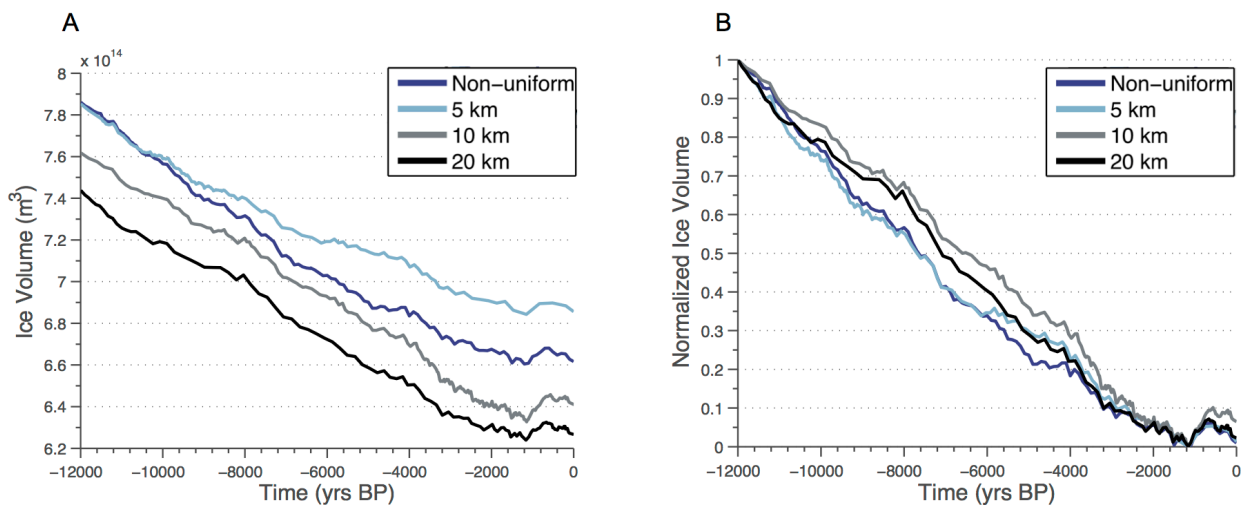 A
x 10^14
8
7.8
7.6
7.4
7.2
7
6.8
6.6
6.4
6.2
Ice Volume (m³)
Non−uniform
5 km
10 km
20 km
−12000 −10000 −8000 −6000 −4000 −2000 0
Time (yrs BP)
B
1
0.9
0.8
0.7
0.6
0.5
0.4
0.3
0.2
0.1
0
Normalized Ice Volume
Non−uniform
5 km
10 km
20 km
−12000 −10000 −8000 −6000 −4000 −2000 0
Time (yrs BP)